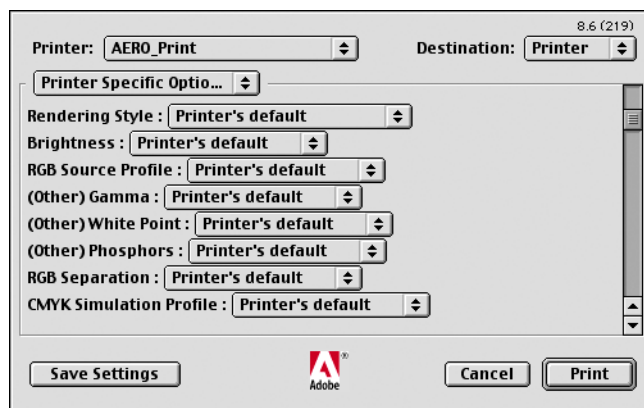 8.6 (219)
Printer: AERO_Print Destination: Printer
Printer Specific Optio...
Rendering Style : Printer's default
Brightness : Printer's default
RGB Source Profile : Printer's default
(Other) Gamma : Printer's default
(Other) White Point : Printer's default
(Other) Phosphors : Printer's default
RGB Separation : Printer's default
CMYK Simulation Profile : Printer's default
Save Settings Adobe ® Cancel Print